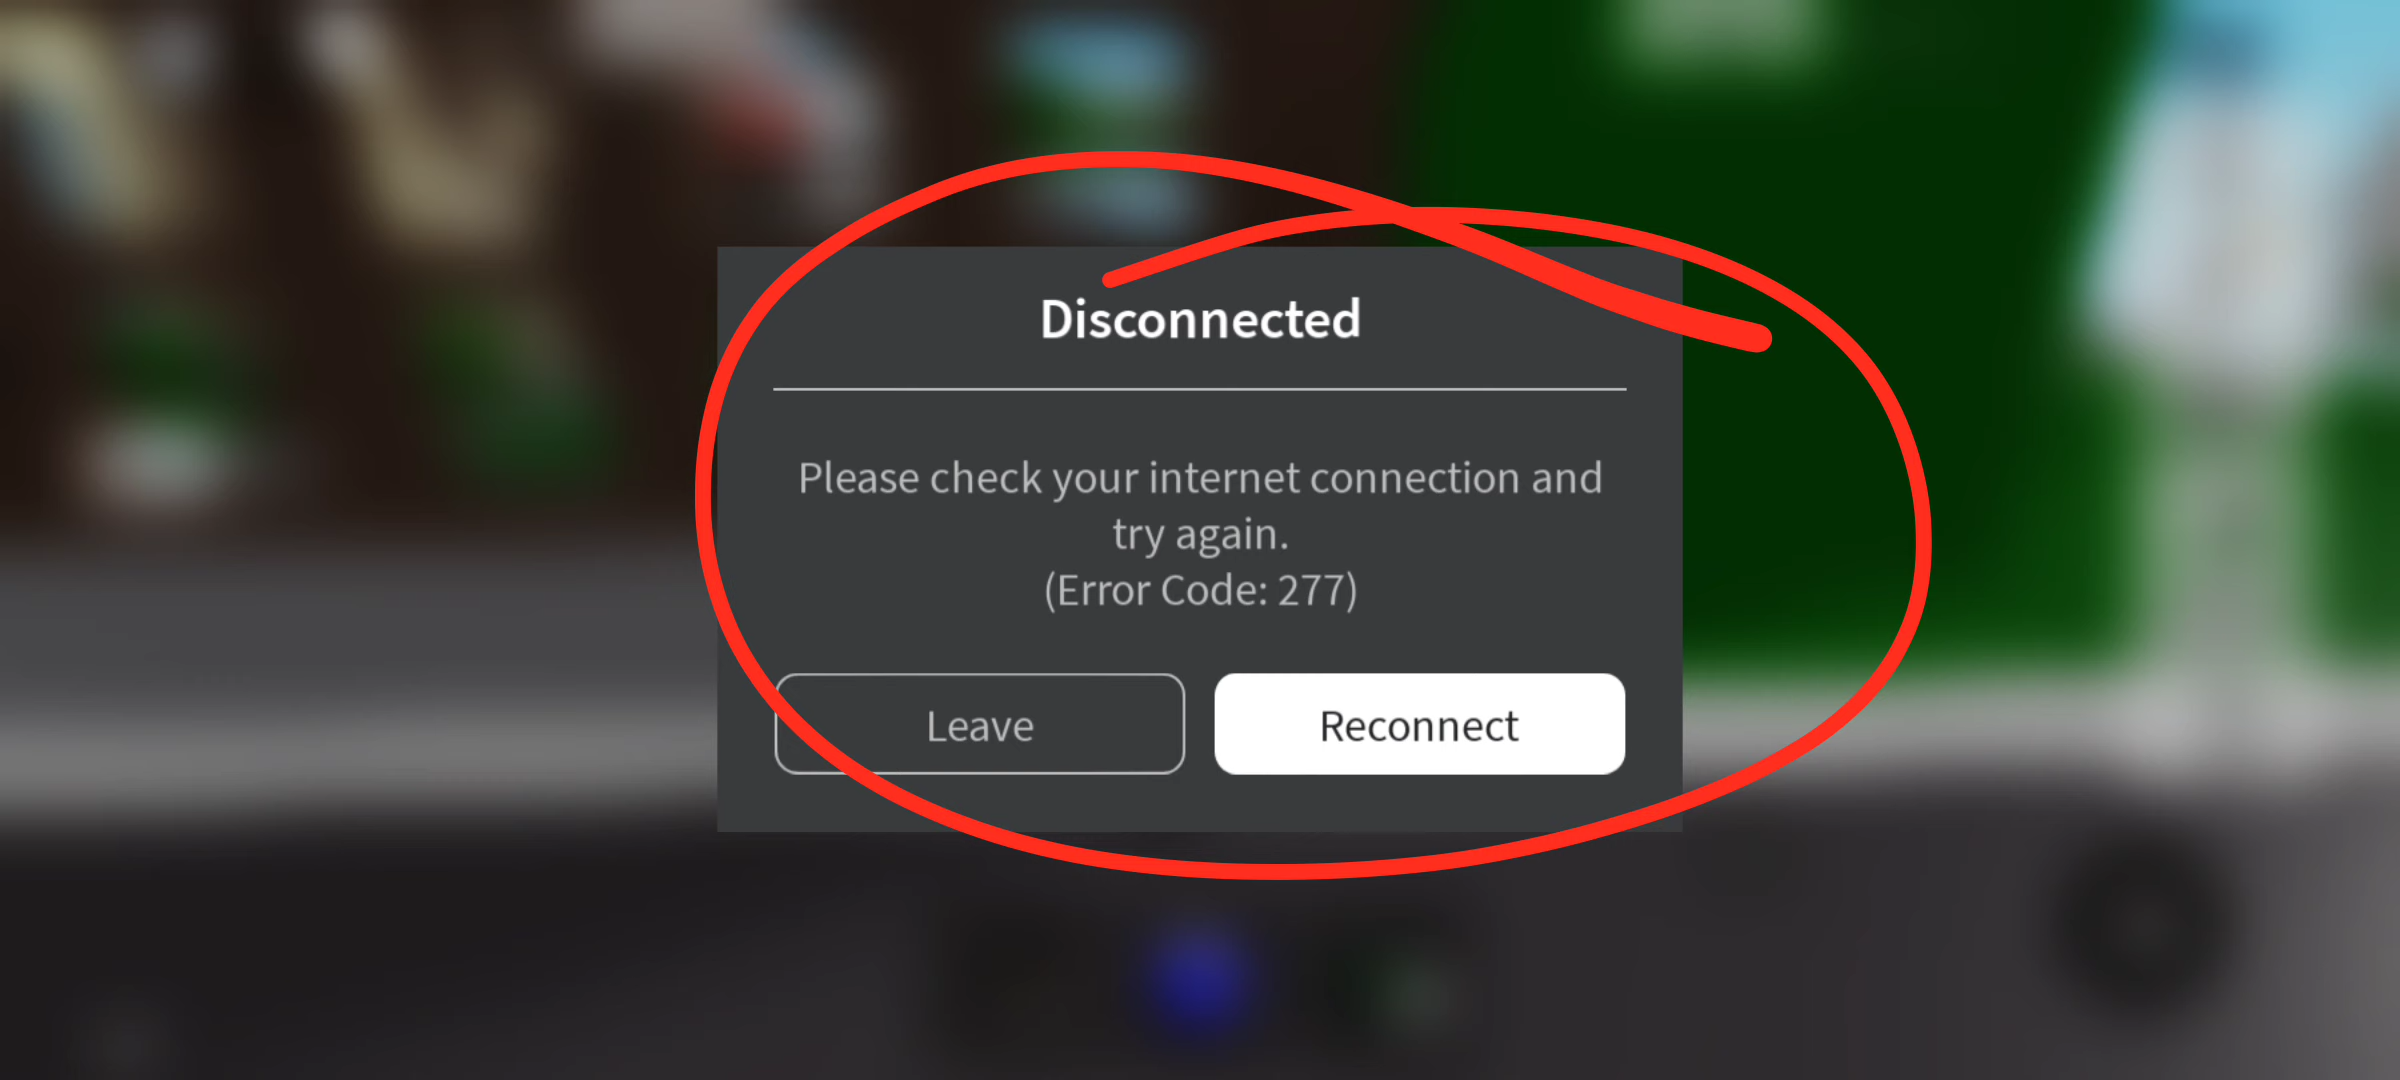 Disconnected
Please check your internet connection and
try again.
(Error Code: 277)
Leave
Reconnect